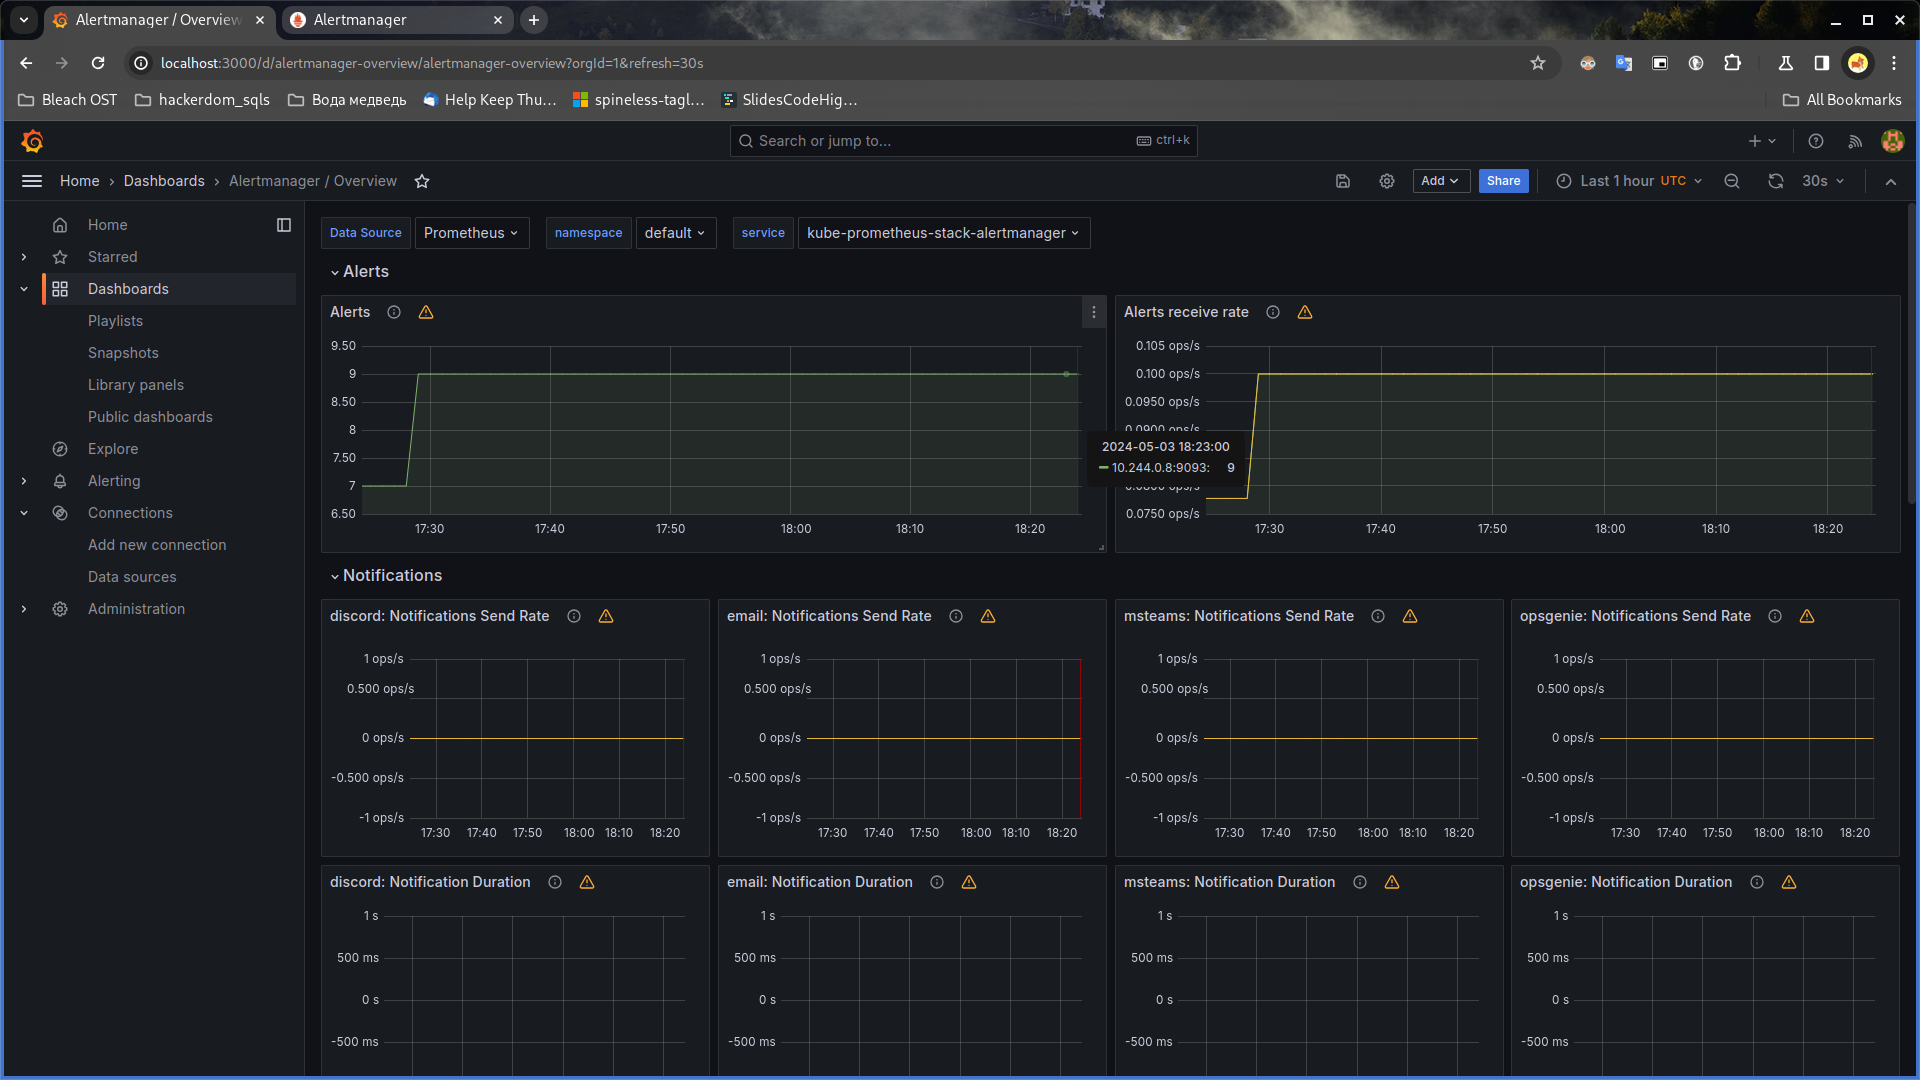 Alertmanager / Overview
Alertmanager
localhost:3000/d/alertmanager-overview/alertmanager-overview?orgId=1&refresh=30s
Bleach OST
hackerdom_sqls
Вода медведь
Help Keep Thu…
spineless-tagl…
SlidesCodeHig…
All Bookmarks
Search or jump to...
ctrl+k
Home › Dashboards › Alertmanager / Overview
Add
Share
Last 1 hour UTC
30s
Home
Starred
Dashboards
Playlists
Snapshots
Library panels
Public dashboards
Explore
Alerting
Connections
Add new connection
Data sources
Administration
Data Source Prometheus
namespace default
service kube-prometheus-stack-alertmanager
Alerts
Alerts
9.50
9
8.50
8
7.50
7
6.50
17:30 17:40 17:50 18:00 18:10 18:20
Alerts receive rate
0.105 ops/s
0.100 ops/s
0.0950 ops/s
0.0900 ops/s
0.0800 ops/s
0.0750 ops/s
17:30 17:40 17:50 18:00 18:10 18:20
2024-05-03 18:23:00
10.244.0.8:9093: 9
Notifications
discord: Notifications Send Rate
1 ops/s
0.500 ops/s
0 ops/s
-0.500 ops/s
-1 ops/s
17:30 17:40 17:50 18:00 18:10 18:20
email: Notifications Send Rate
1 ops/s
0.500 ops/s
0 ops/s
-0.500 ops/s
-1 ops/s
17:30 17:40 17:50 18:00 18:10 18:20
msteams: Notifications Send Rate
1 ops/s
0.500 ops/s
0 ops/s
-0.500 ops/s
-1 ops/s
17:30 17:40 17:50 18:00 18:10 18:20
opsgenie: Notifications Send Rate
1 ops/s
0.500 ops/s
0 ops/s
-0.500 ops/s
-1 ops/s
17:30 17:40 17:50 18:00 18:10 18:20
discord: Notification Duration
1 s
500 ms
0 s
-500 ms
email: Notification Duration
1 s
500 ms
0 s
-500 ms
msteams: Notification Duration
1 s
500 ms
0 s
-500 ms
opsgenie: Notification Duration
1 s
500 ms
0 s
-500 ms